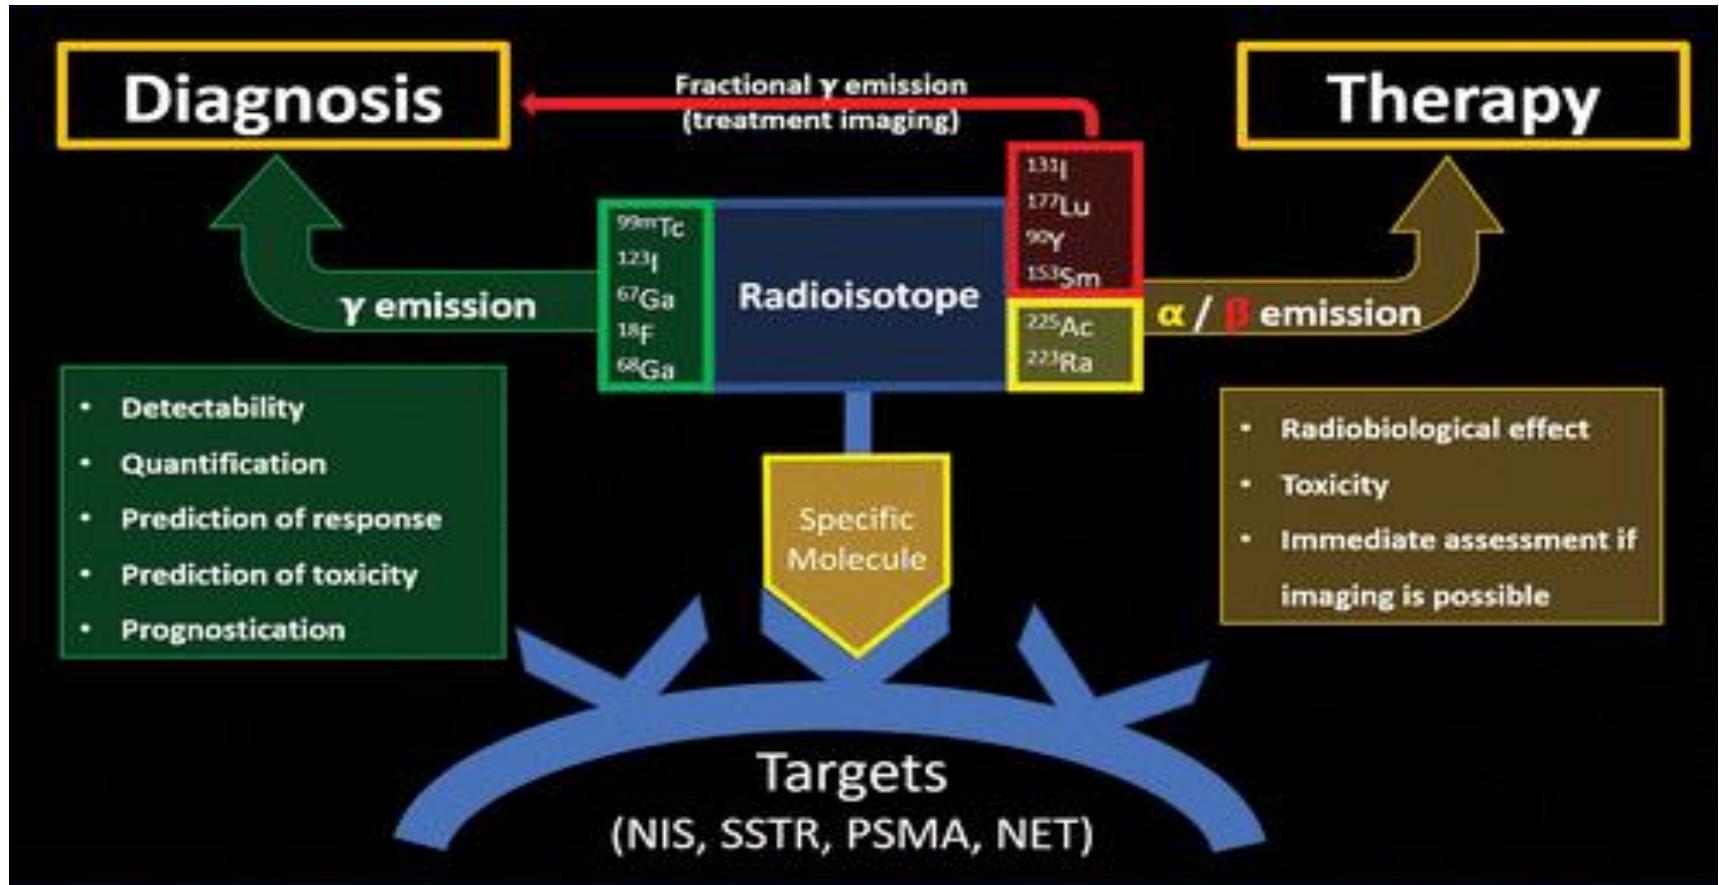 Diagnosis
Fractional γ emission
(treatment imaging)
Therapy
¹³¹I
¹⁷⁷Lu
⁹⁰Y
¹⁵³Sm
⁹⁹ᵐTc
¹²³I
⁶⁷Ga
¹⁸F
⁶⁸Ga
Radioisotope
²²⁵Ac
²²³Ra
γ emission
α / β emission
• Detectability
• Quantification
• Prediction of response
• Prediction of toxicity
• Prognostication
Specific
Molecule
• Radiobiological effect
• Toxicity
• Immediate assessment if
imaging is possible
Targets
(NIS, SSTR, PSMA, NET)